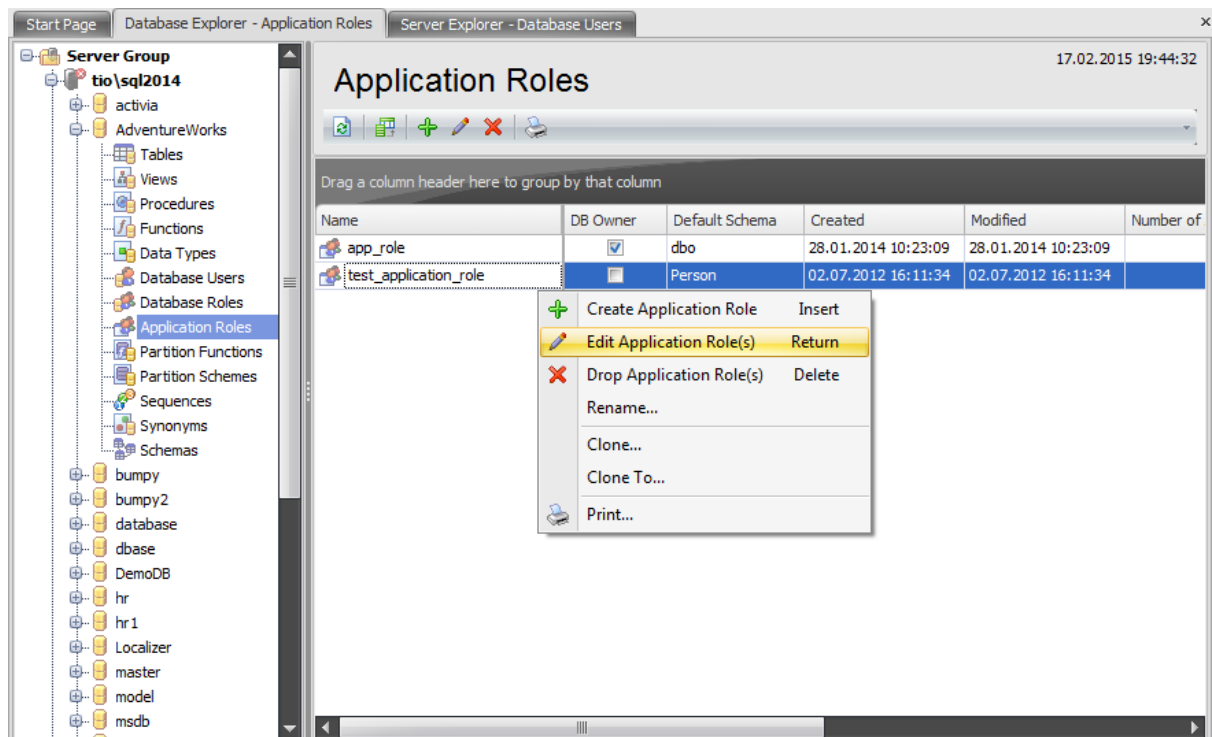 Start Page Database Explorer - Application Roles Server Explorer - Database Users
Server Group
tio\sql2014
activia
AdventureWorks
Tables
Views
Procedures
Functions
Data Types
Database Users
Database Roles
Application Roles
Partition Functions
Partition Schemes
Sequences
Synonyms
Schemas
bumpy
bumpy2
database
dbase
DemoDB
hr
hr1
Localizer
master
model
msdb
17.02.2015 19:44:32
Application Roles
Drag a column header here to group by that column
Name DB Owner Default Schema Created Modified Number of
app_role dbo 28.01.2014 10:23:09 28.01.2014 10:23:09
test_application_role Person 02.07.2012 16:11:34 02.07.2012 16:11:34
Create Application Role Insert
Edit Application Role(s) Return
Drop Application Role(s) Delete
Rename...
Clone...
Clone To...
Print...